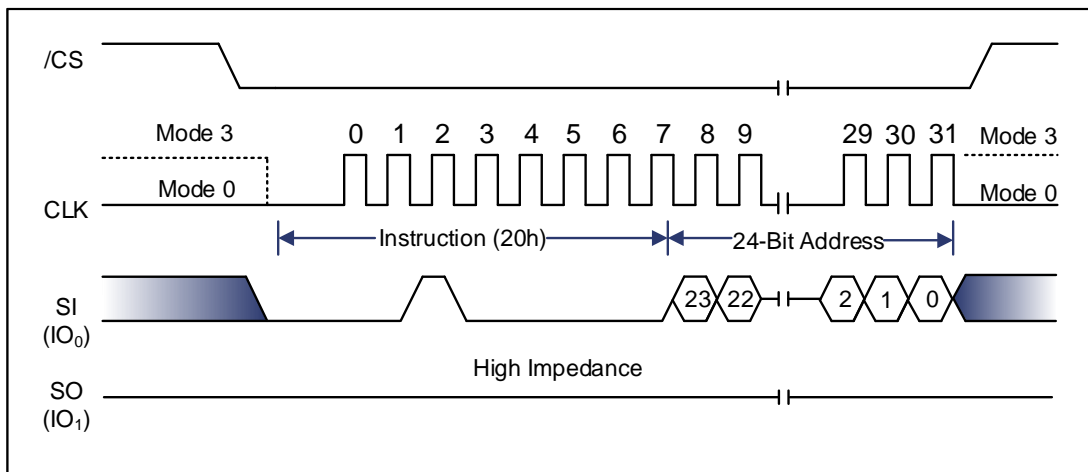 /CS
Mode 3
0 1 2 3 4 5 6 7 8 9 29 30 31
Mode 3
Mode 0
Mode 0
CLK
Instruction (20h)
24-Bit Address
SI
(IO0)
23 22 2 1 0
High Impedance
SO
(IO1)